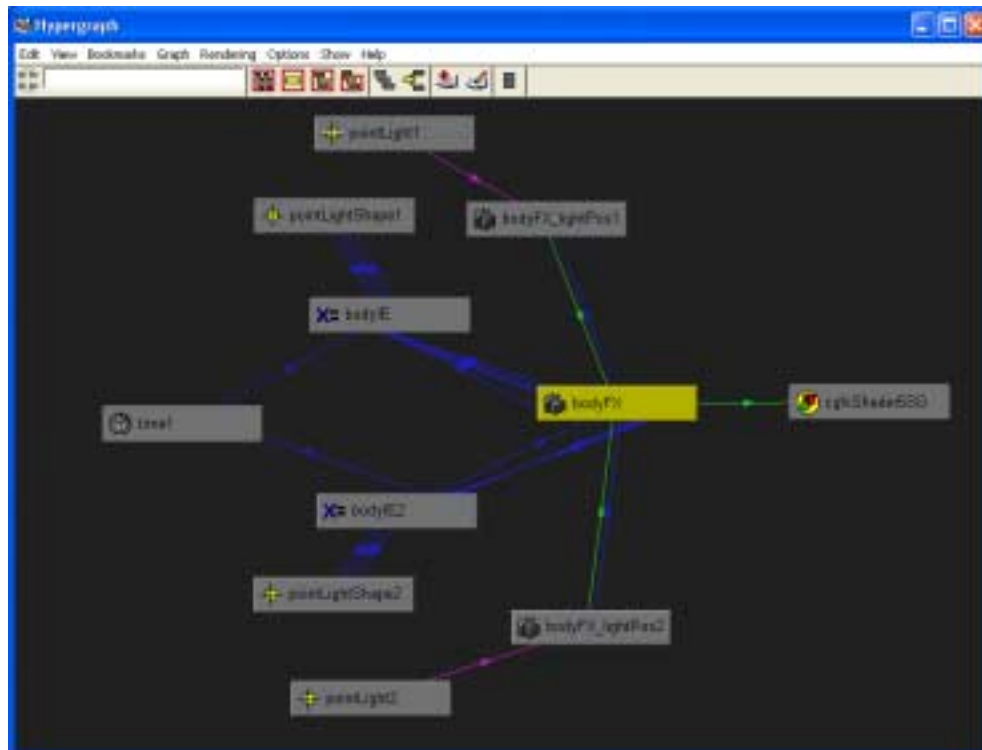 Hypergraph
Edit View Bookmarks Graph Rendering Options Show Help
pointLight1
pointLightShape1
bodyFX_lightPos1
X= bodyIE
bodyFX
time1
X= bodyIE2
pointLightShape2
bodyFX_lightPos2
pointLight2